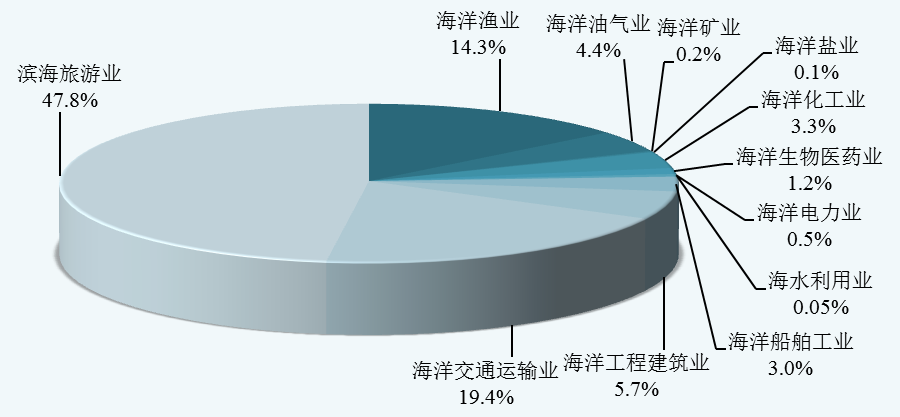 海洋渔业
14.3%
海洋油气业
4.4%
海洋矿业
0.2%
海洋盐业
0.1%
海洋化工业
3.3%
海洋生物医药业
1.2%
海洋电力业
0.5%
海水利用业
0.05%
海洋船舶工业
3.0%
海洋工程建筑业
5.7%
海洋交通运输业
19.4%
滨海旅游业
47.8%